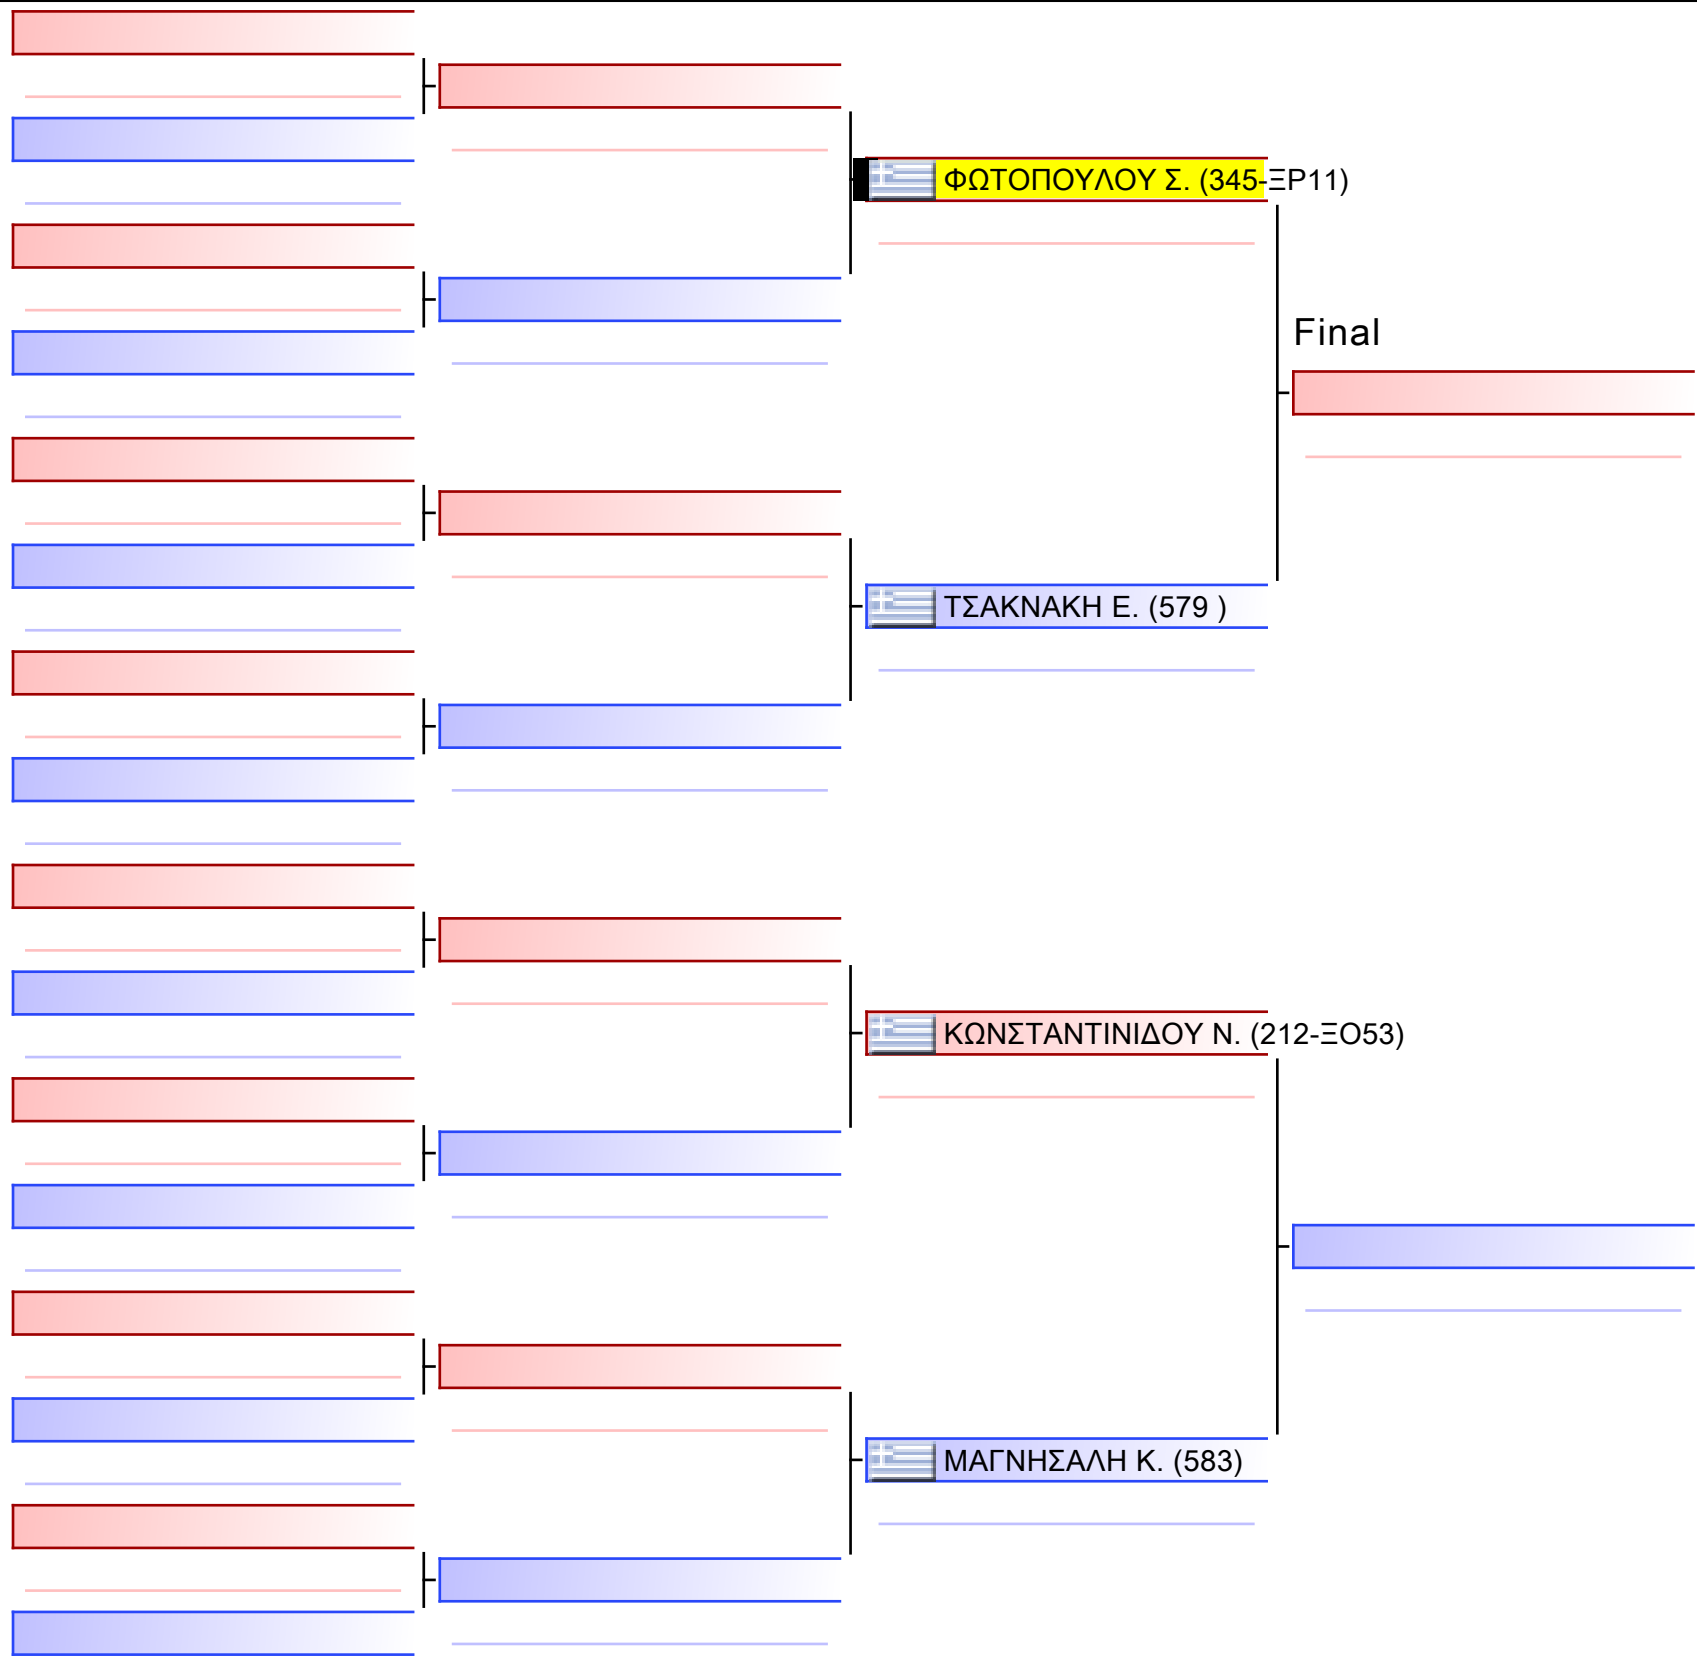 ΦΩΤΟΠΟΥΛΟΥ Σ. (345-ΞΡ11)
Final
ΤΣΑΚΝΑΚΗ Ε. (579 )
ΚΩΝΣΤΑΝΤΙΝΙΔΟΥ Ν. (212-ΞΟ53)
ΜΑΓΝΗΣΑΛΗ Κ. (583)